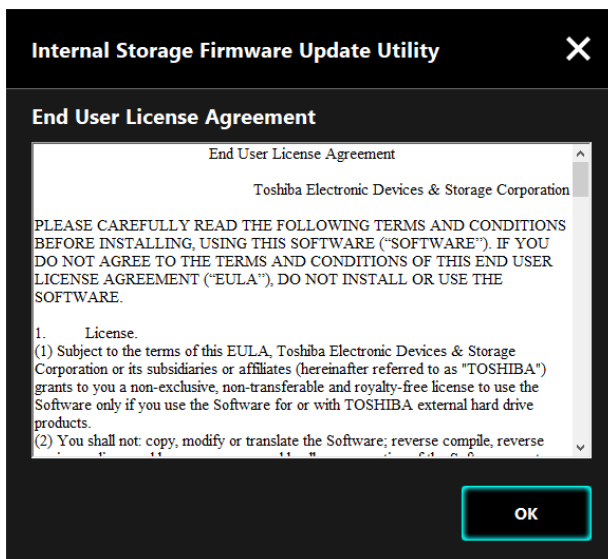 Internal Storage Firmware Update Utility
End User License Agreement
End User License Agreement
Toshiba Electronic Devices & Storage Corporation
PLEASE CAREFULLY READ THE FOLLOWING TERMS AND CONDITIONS
BEFORE INSTALLING, USING THIS SOFTWARE (“SOFTWARE”). IF YOU
DO NOT AGREE TO THE TERMS AND CONDITIONS OF THIS END USER
LICENSE AGREEMENT (“EULA”), DO NOT INSTALL OR USE THE
SOFTWARE.
1. License.
(1) Subject to the terms of this EULA, Toshiba Electronic Devices & Storage
Corporation or its subsidiaries or affiliates (hereinafter referred to as "TOSHIBA")
grants to you a non-exclusive, non-transferable and royalty-free license to use the
Software only if you use the Software for or with TOSHIBA external hard drive
products.
(2) You shall not: copy, modify or translate the Software; reverse compile, reverse
OK